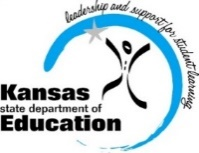 leadership and support for student learning
Kansas
state department of
Education